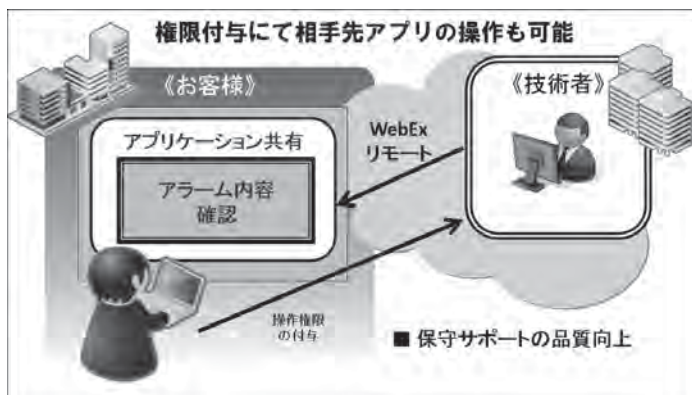 権限付与にて相手先アプリの操作も可能
《お客様》
《技術者》
アプリケーション共有
WebEx
リモート
アラーム内容
確認
操作権限
の付与
■ 保守サポートの品質向上